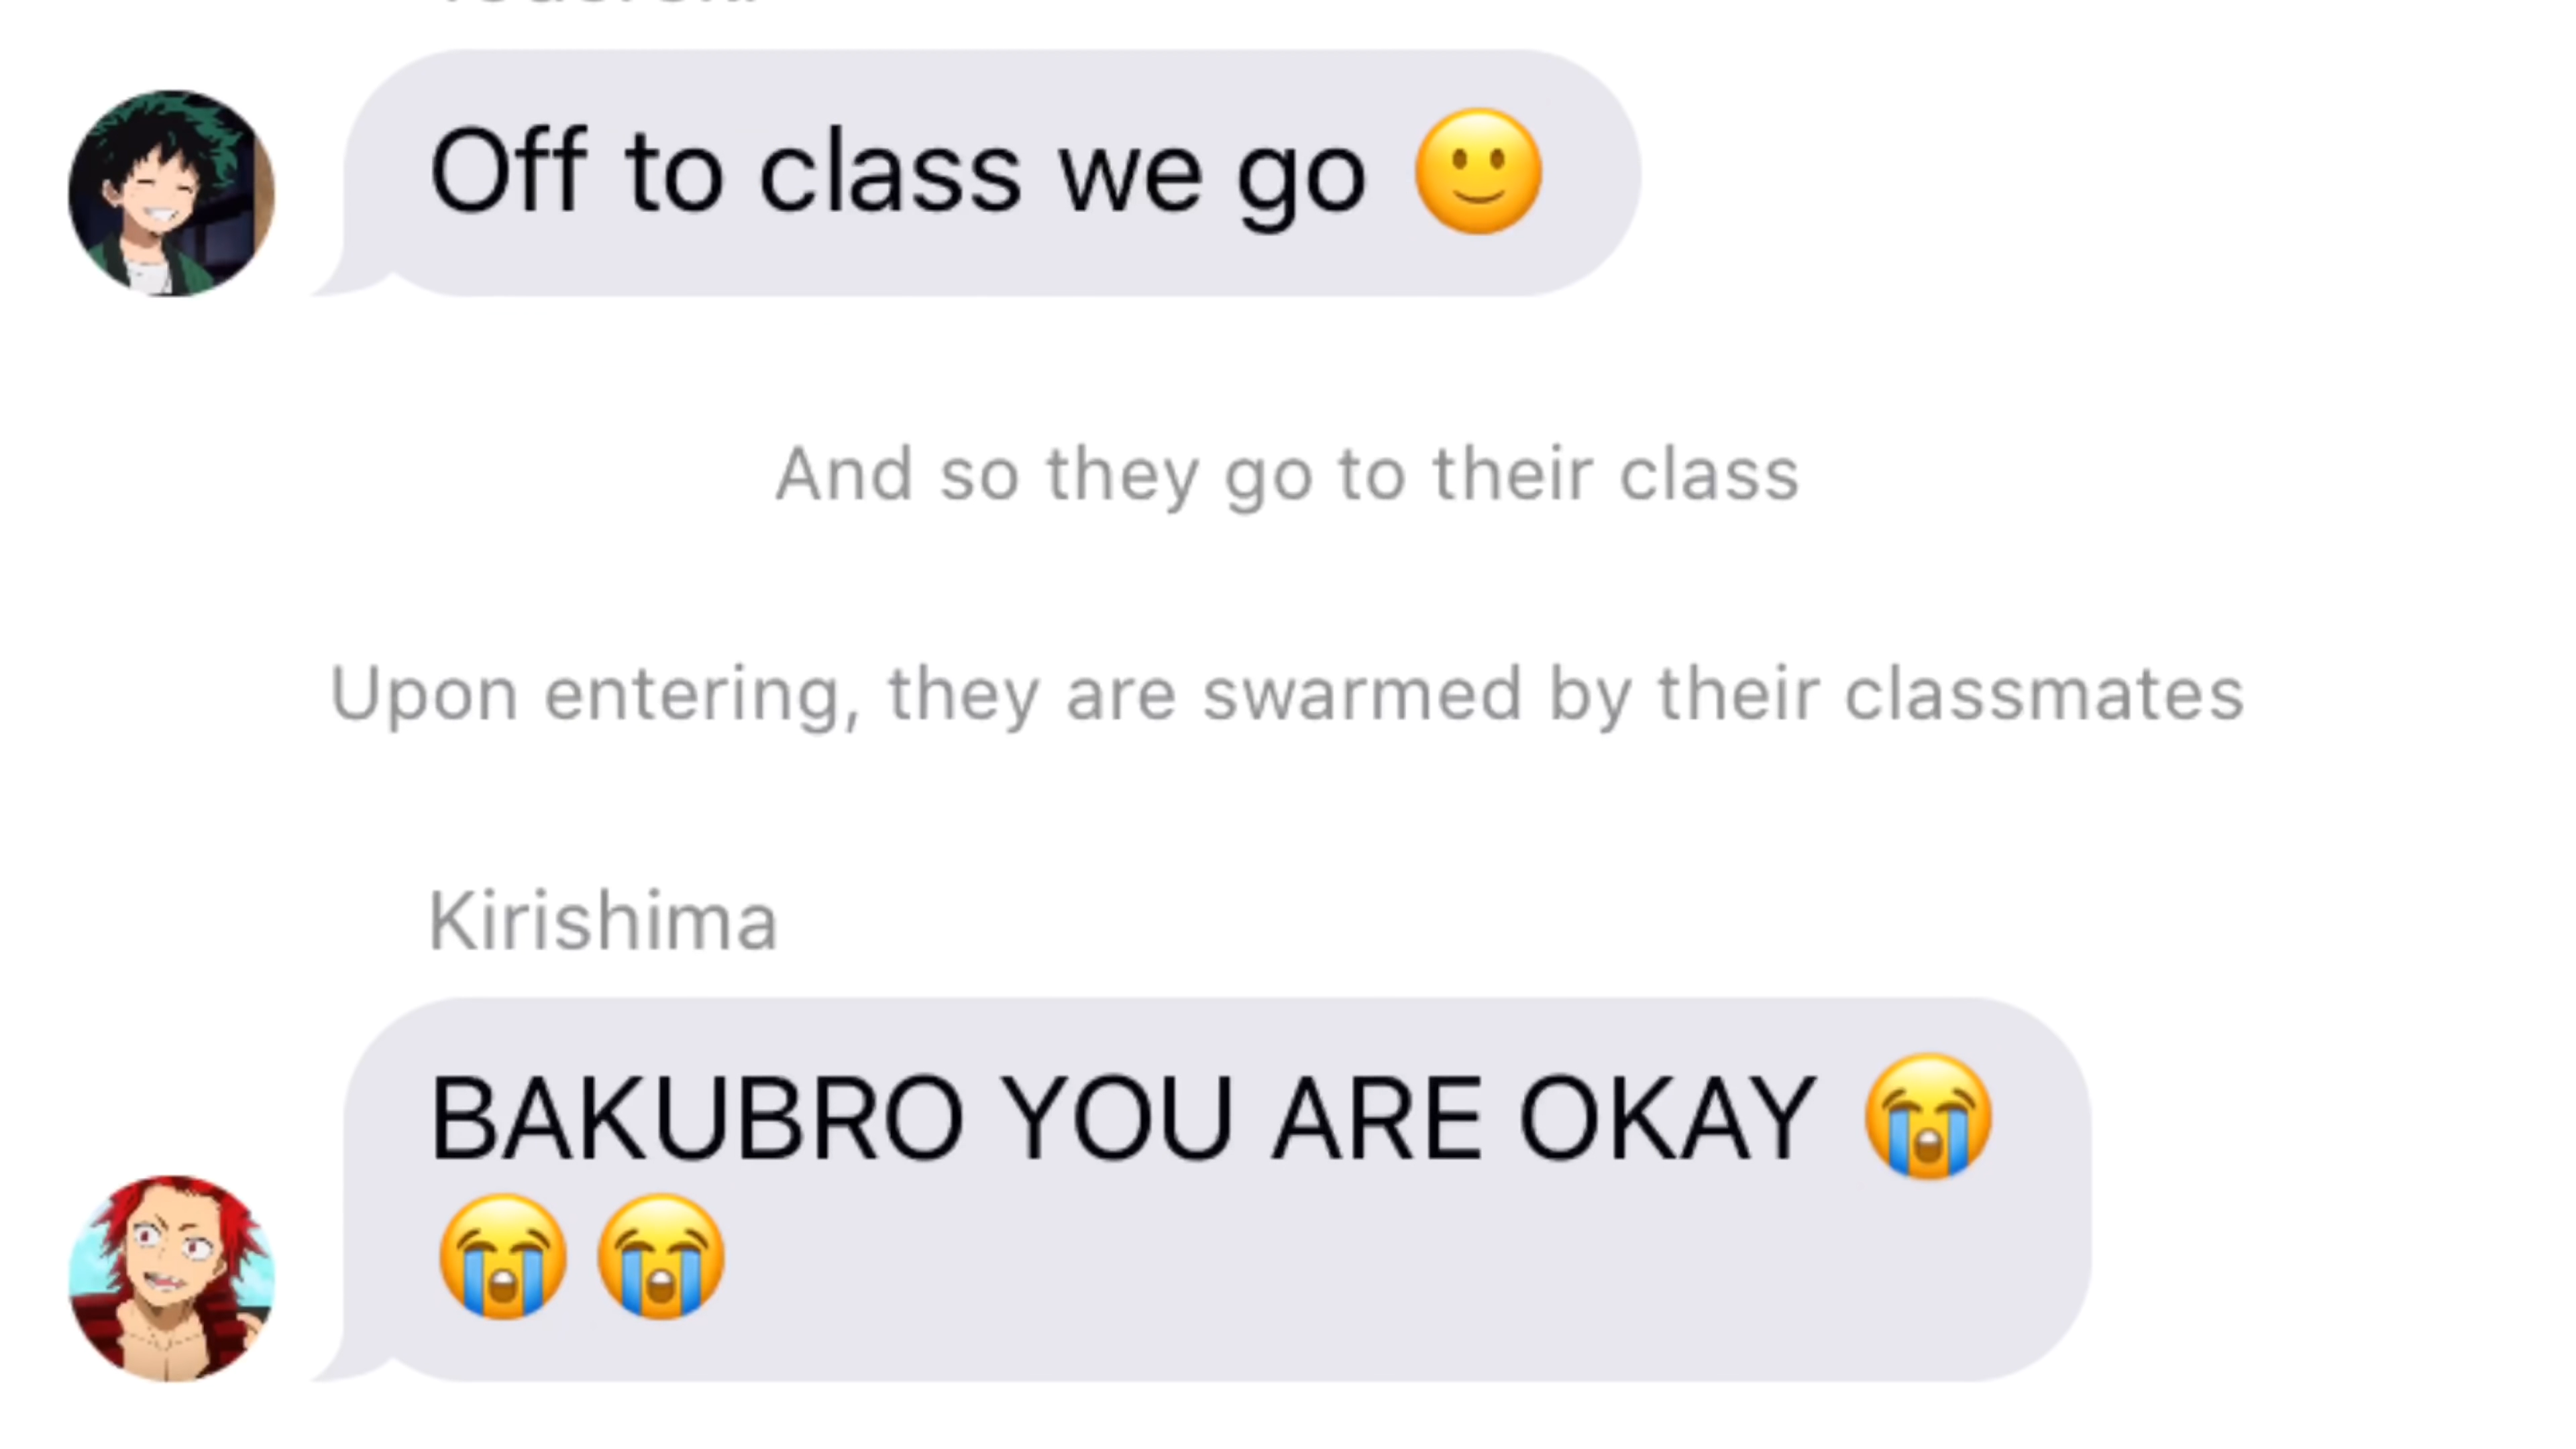 Off to class we go 🙂
And so they go to their class
Upon entering, they are swarmed by their classmates
Kirishima
BAKUBRO YOU ARE OKAY 😭
😭😭